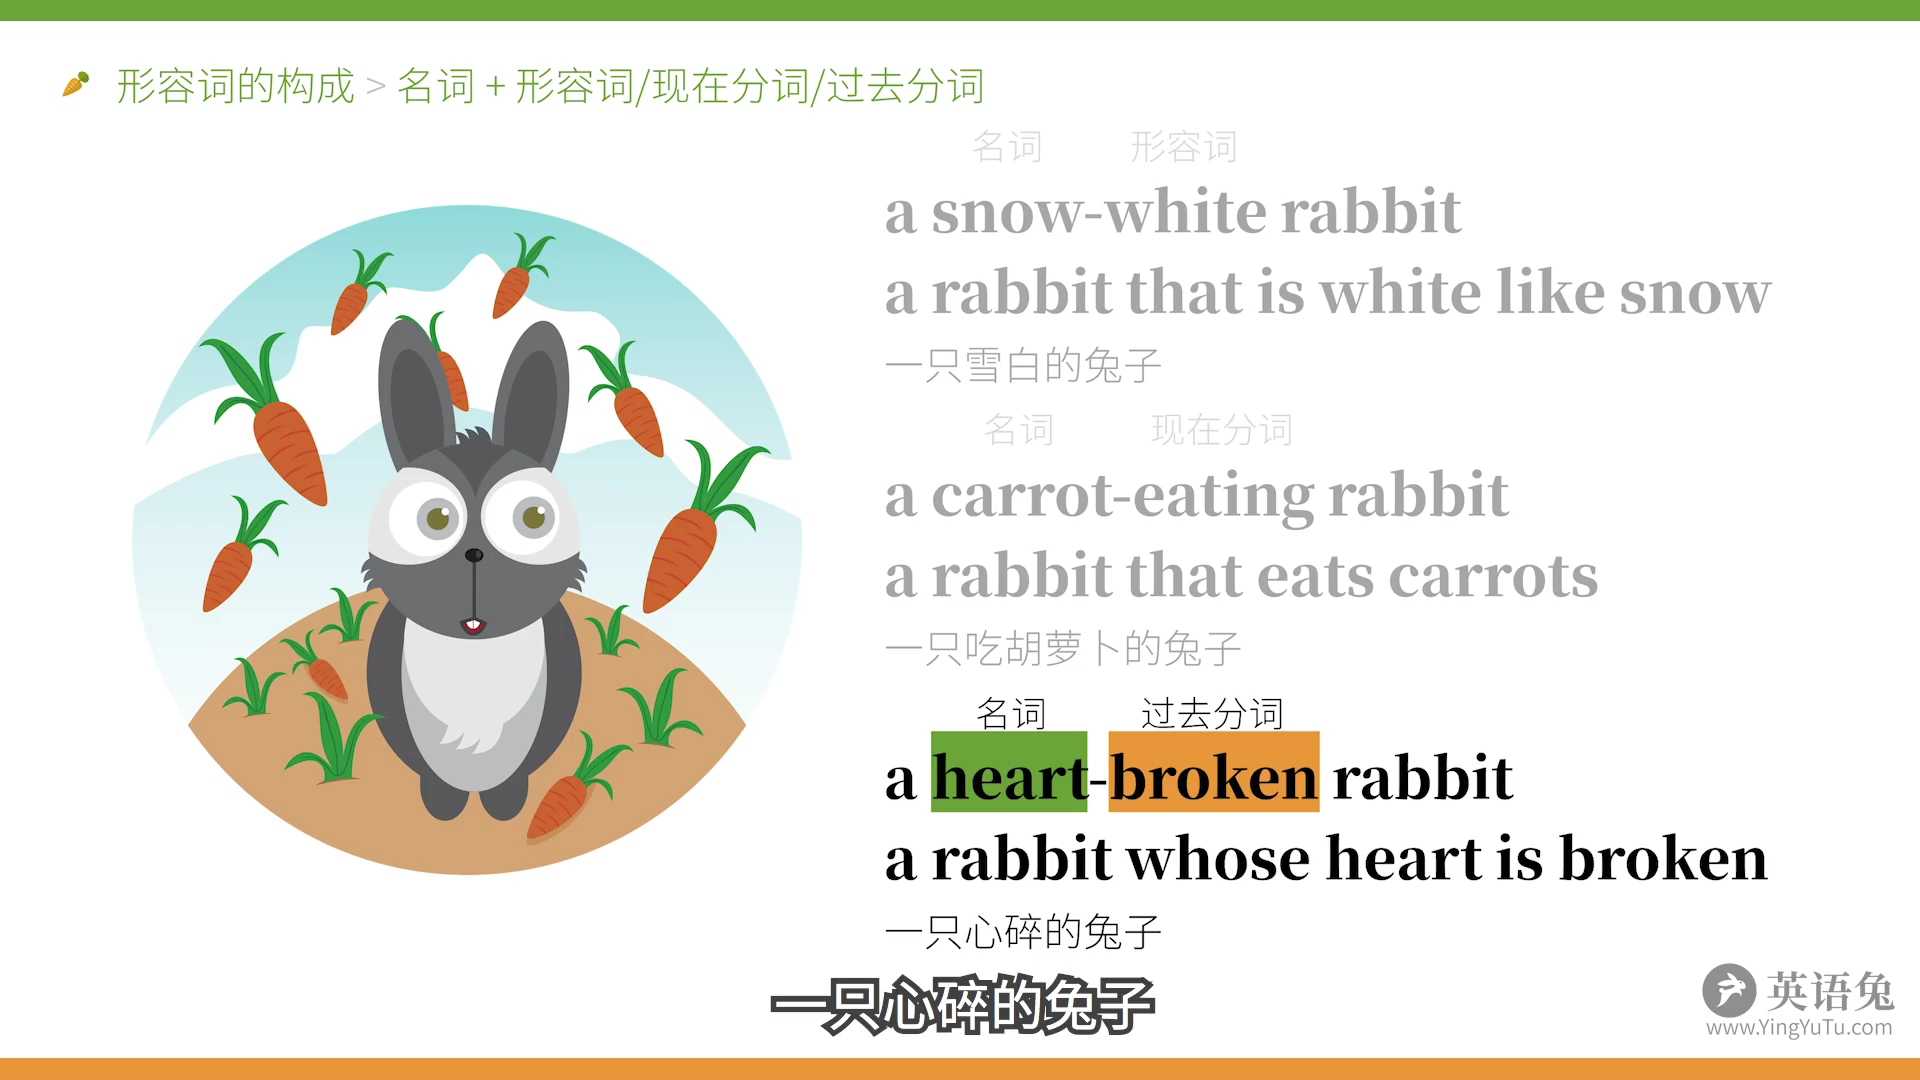 形容词的构成 > 名词 + 形容词/现在分词/过去分词
名词 形容词
a snow-white rabbit
a rabbit that is white like snow
一只雪白的兔子
名词 现在分词
a carrot-eating rabbit
a rabbit that eats carrots
一只吃胡萝卜的兔子
名词 过去分词
a heart-broken rabbit
a rabbit whose heart is broken
一只心碎的兔子
一只心碎的兔子
英语兔
www.YingYuTu.com